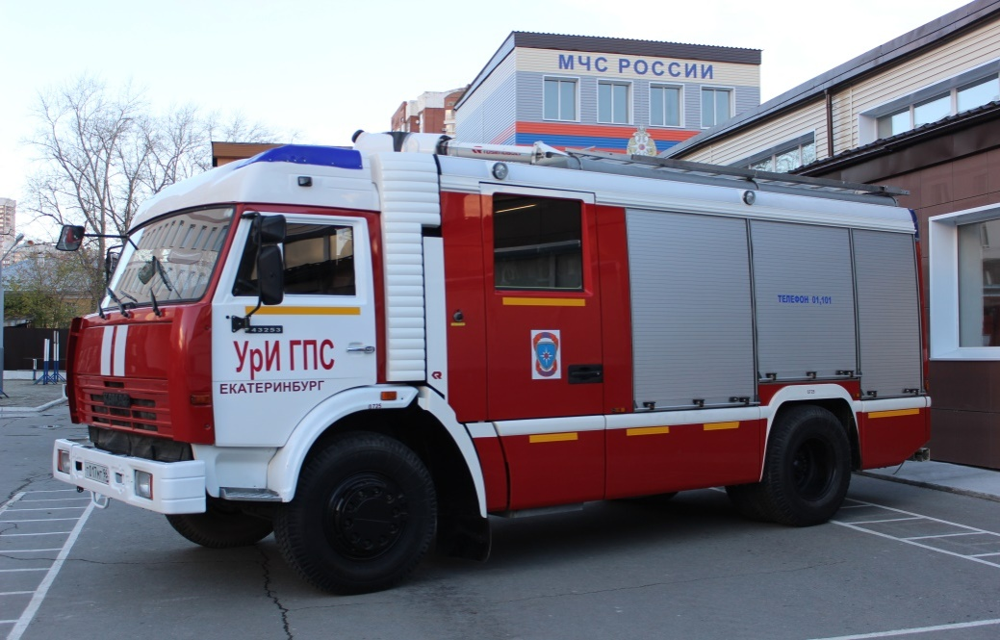 МЧС РОССИИ
ТЕЛЕФОН 01,101
43253
УрИ ГПС
ЕКАТЕРИНБУРГ